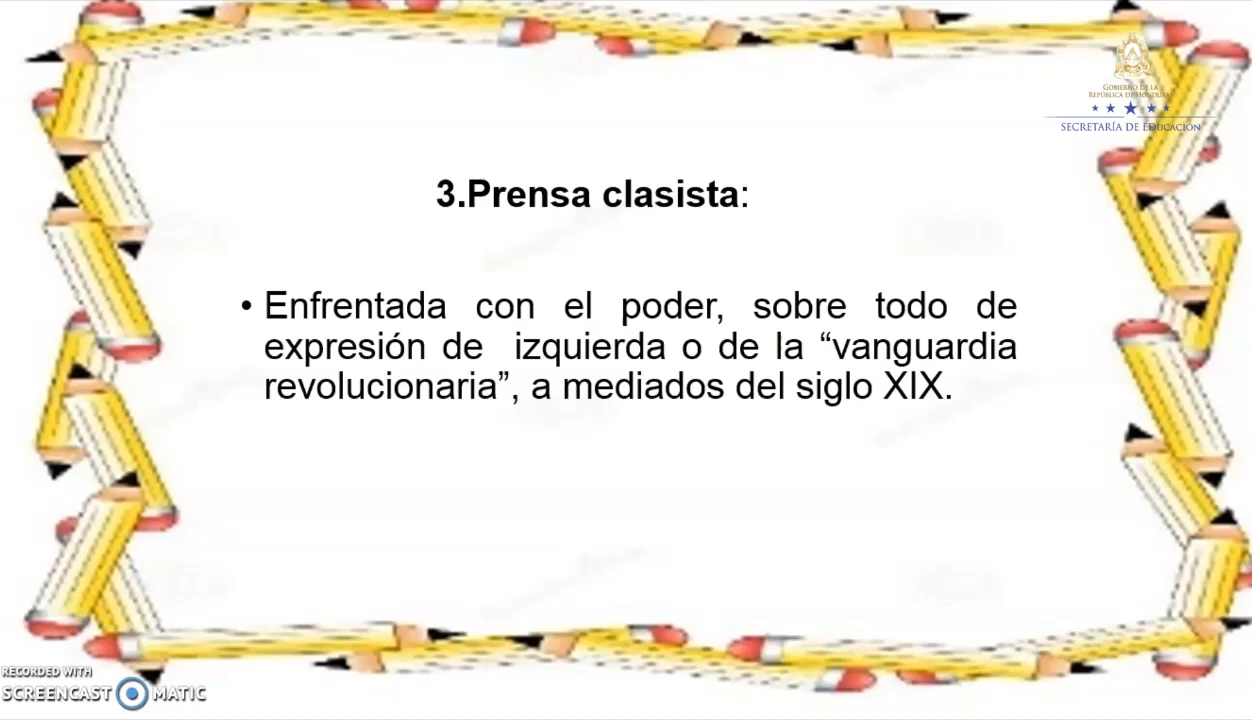 GOBIERNO DE LA
REPÚBLICA DE HONDURAS
SECRETARÍA DE EDUCACIÓN
3.Prensa clasista:
• Enfrentada con el poder, sobre todo de
expresión de izquierda o de la “vanguardia
revolucionaria”, a mediados del siglo XIX.
RECORDED WITH
SCREENCAST MATIC